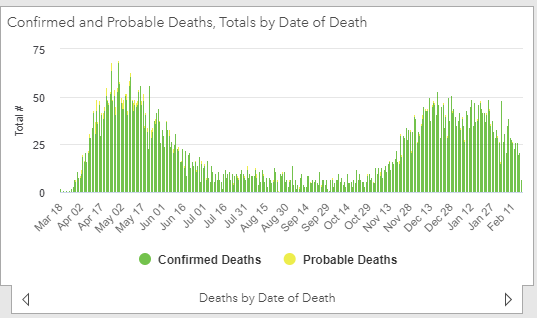 Confirmed and Probable Deaths, Totals by Date of Death
75
50
25
0
Total #
Mar 18
Apr 02
Apr 17
May 02
May 17
Jun 01
Jun 16
Jul 01
Jul 16
Jul 31
Aug 15
Aug 30
Sep 14
Sep 29
Oct 14
Oct 29
Nov 13
Nov 28
Dec 13
Dec 28
Jan 12
Jan 27
Feb 11
Confirmed Deaths
Probable Deaths
Deaths by Date of Death